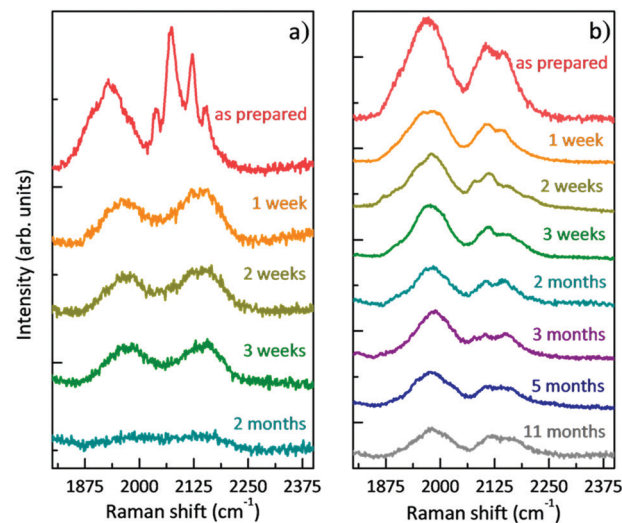 a)
as prepared
1 week
2 weeks
3 weeks
2 months
Intensity (arb. units)
1875 2000 2125 2250 2375
Raman shift (cm⁻¹)
b)
as prepared
1 week
2 weeks
3 weeks
2 months
3 months
5 months
11 months
1875 2000 2125 2250 2375
Raman shift (cm⁻¹)